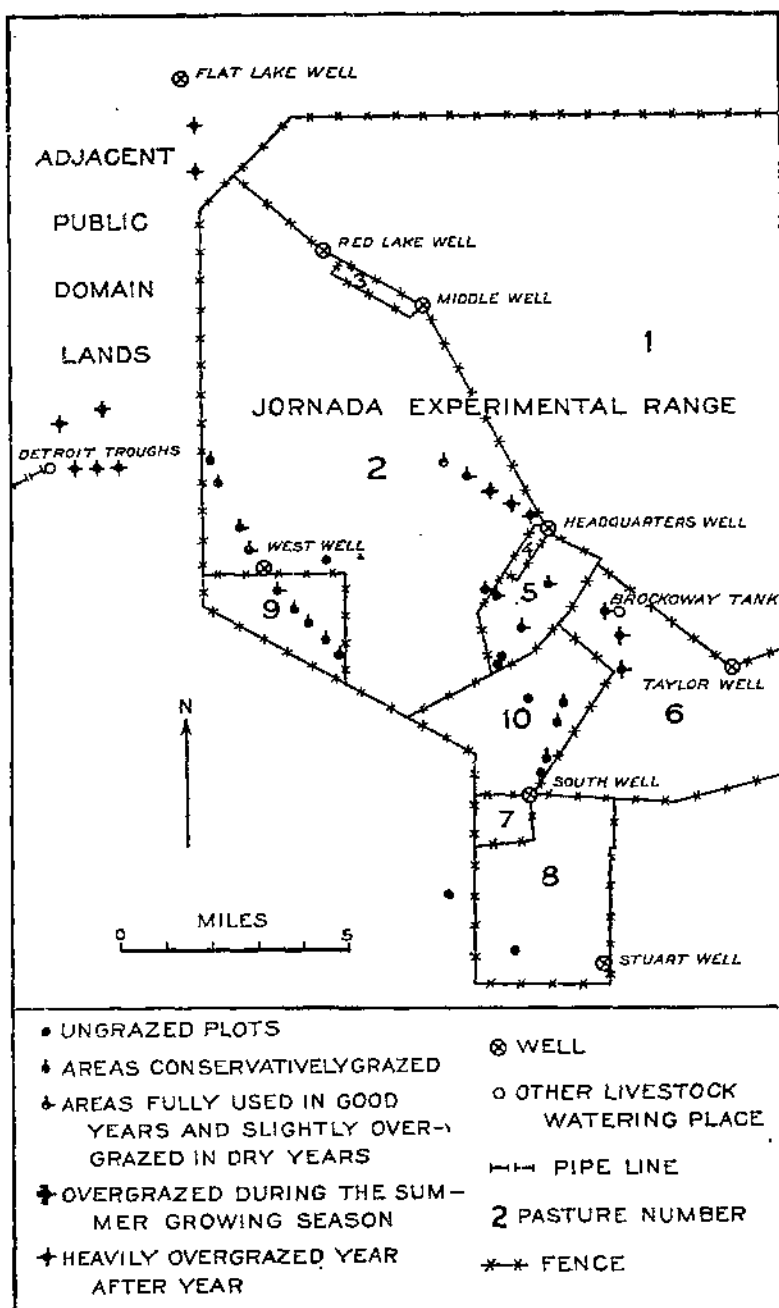 FLAT LAKE WELL
ADJACENT
PUBLIC
RED LAKE WELL
3
DOMAIN
MIDDLE WELL
1
LANDS
JORNADA EXPERIMENTAL RANGE
DETROIT TROUGHS
2
HEADQUARTERS WELL
4
WEST WELL
5
9
BROCKOWAY TANK
TAYLOR WELL
N
10
6
SOUTH WELL
7
8
MILES
0 5
STUART WELL
UNGRAZED PLOTS
AREAS CONSERVATIVELY GRAZED
AREAS FULLY USED IN GOOD
YEARS AND SLIGHTLY OVER-
GRAZED IN DRY YEARS
OVERGRAZED DURING THE SUM-
MER GROWING SEASON
HEAVILY OVERGRAZED YEAR
AFTER YEAR
WELL
OTHER LIVESTOCK
WATERING PLACE
PIPE LINE
2 PASTURE NUMBER
FENCE